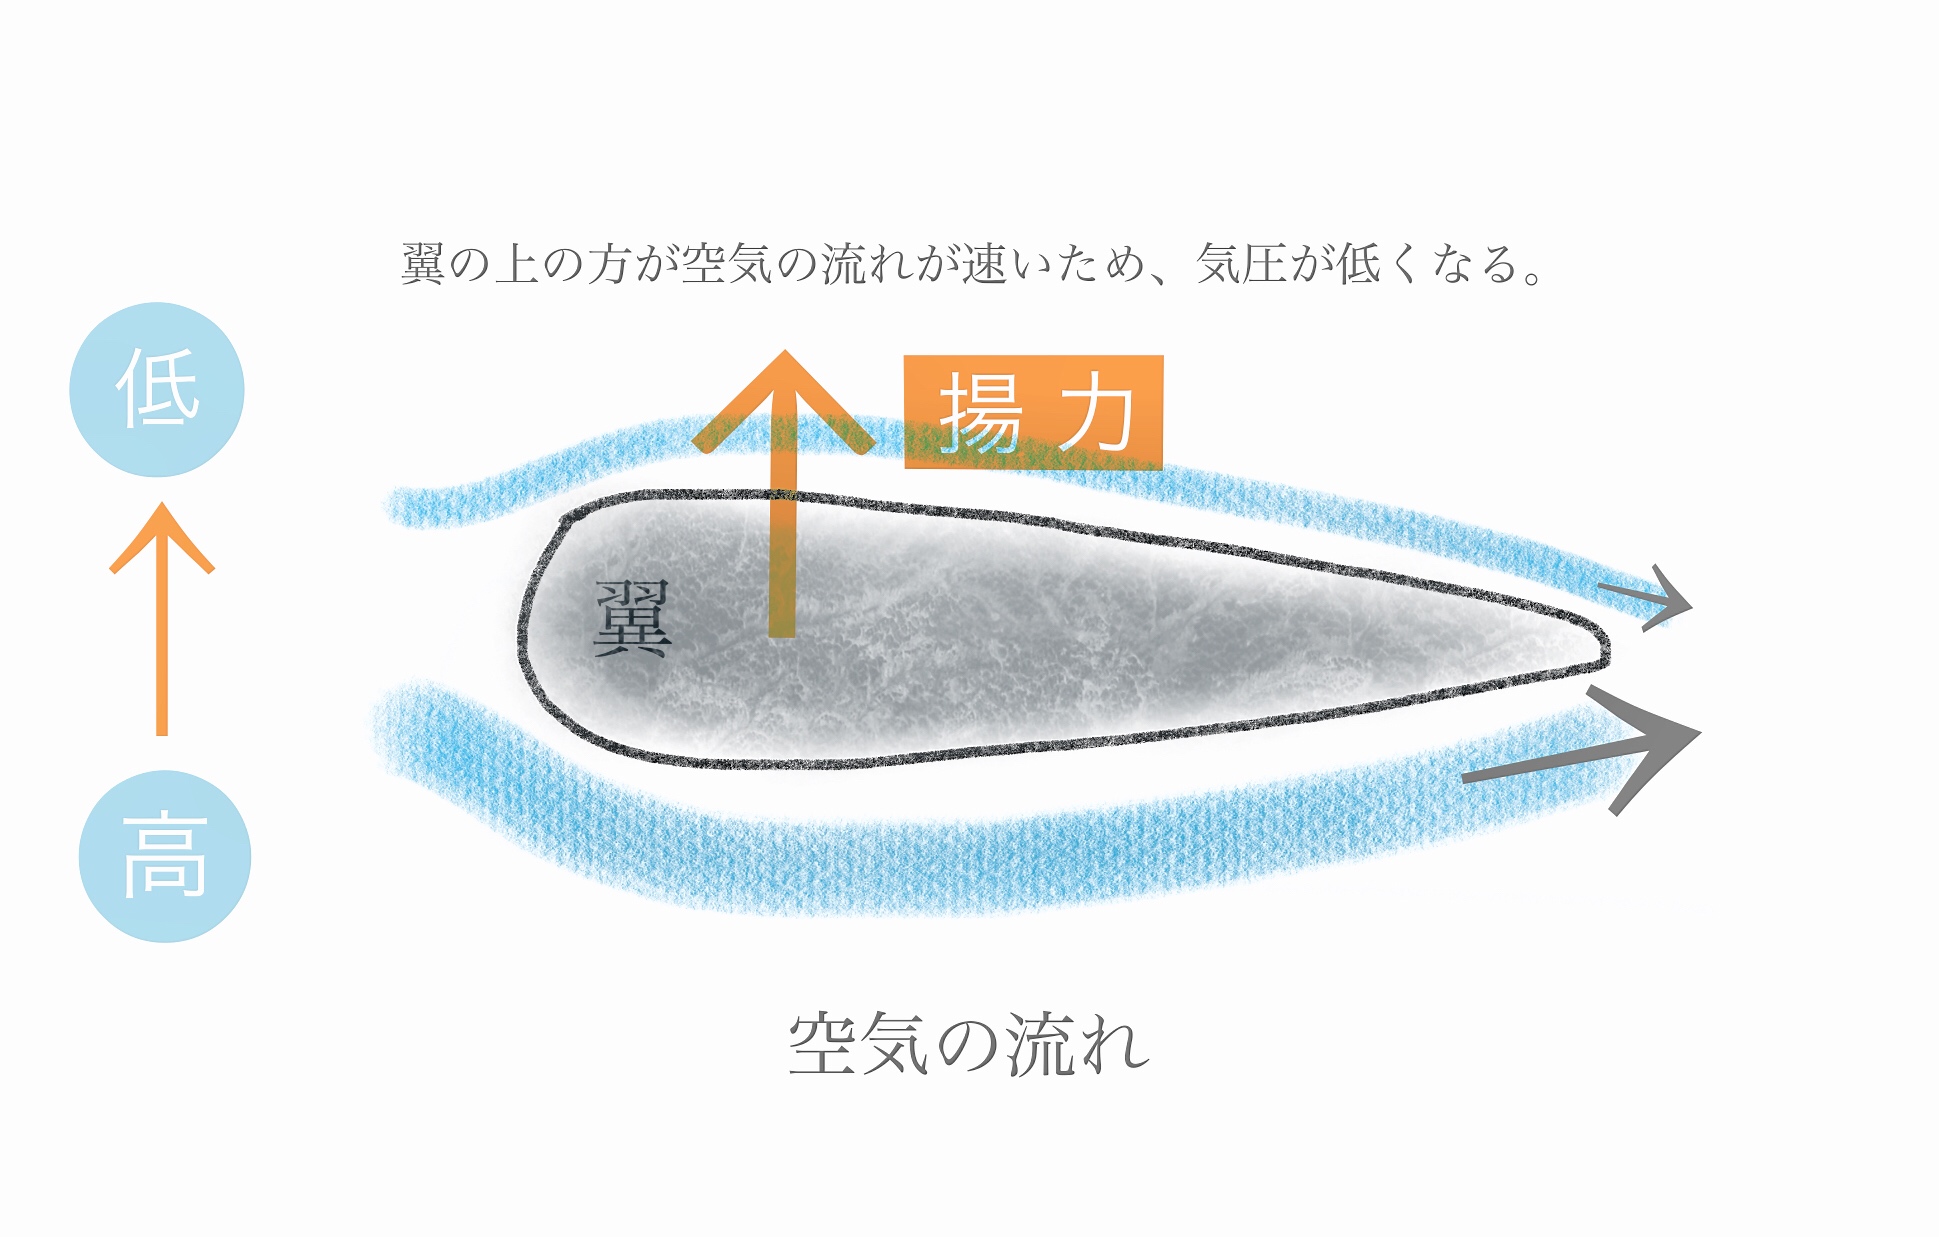 翼の上の方が空気の流れが速いため、気圧が低くなる。
低
揚力
翼
高
空気の流れ